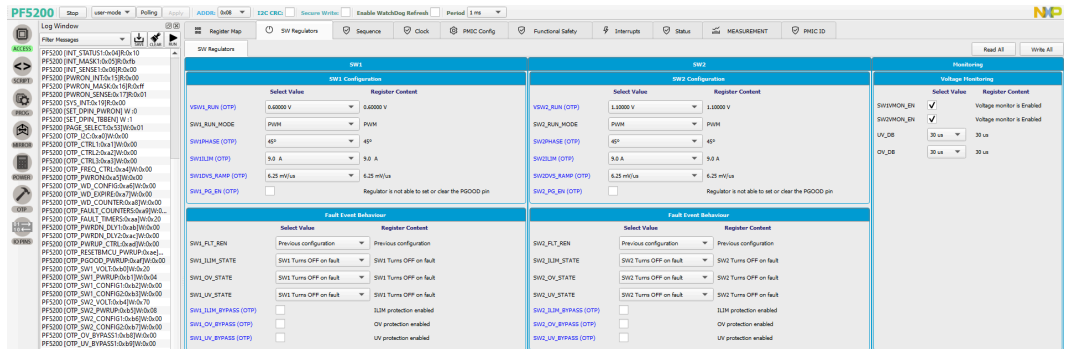 PF5200 Stop user-mode Polling Apply ADDR: 0x08 I2C CRC: Secure Write: Enable WatchDog Refresh Period 1 ms NXP
Log Window
Filter Messages SAVE CLEAR RUN
ACCESS
SCRIPT
PROG
MIRROR
POWER
OTP
IO PINS
PF5200 [INT_STATUS1:0x04]R:0x10
PF5200 [INT_MASK1:0x05]R:0xfb
PF5200 [INT_SENSE1:0x06]R:0x00
PF5200 [PWRON_INT:0x15]R:0x00
PF5200 [PWRON_MASK:0x16]R:0xff
PF5200 [PWRON_SENSE:0x17]R:0x01
PF5200 [SYS_INT:0x19]R:0x00
PF5200 [SET_DPIN_PWRON] W :0
PF5200 [SET_DPIN_TBBEN] W :1
PF5200 [PAGE_SELECT:0x53]W:0x01
PF5200 [OTP_I2C:0xa0]W:0x00
PF5200 [OTP_CTRL1:0xa1]W:0x00
PF5200 [OTP_CTRL2:0xa2]W:0x00
PF5200 [OTP_CTRL3:0xa3]W:0x00
PF5200 [OTP_FREQ_CTRL:0xa4]W:0x00
PF5200 [OTP_PWRON:0xa5]W:0x00
PF5200 [OTP_WD_CONFIG:0xa6]W:0x00
PF5200 [OTP_WD_EXPIRE:0xa7]W:0x00
PF5200 [OTP_WD_COUNTER:0xa8]W:0x00
PF5200 [OTP_FAULT_COUNTERS:0xa9]W:0...
PF5200 [OTP_FAULT_TIMERS:0xaa]W:0x20
PF5200 [OTP_PWRDN_DLY1:0xab]W:0x00
PF5200 [OTP_PWRDN_DLY2:0xac]W:0x00
PF5200 [OTP_PWRUP_CTRL:0xad]W:0x00
PF5200 [OTP_RESETBMCU_PWRUP:0xae]...
PF5200 [OTP_PGOOD_PWRUP:0xaf]W:0x00
PF5200 [OTP_SW1_VOLT:0xb0]W:0x20
PF5200 [OTP_SW1_PWRUP:0xb1]W:0x04
PF5200 [OTP_SW1_CONFIG1:0xb2]W:0x00
PF5200 [OTP_SW1_CONFIG2:0xb3]W:0x00
PF5200 [OTP_SW2_VOLT:0xb4]W:0x70
PF5200 [OTP_SW2_PWRUP:0xb5]W:0x08
PF5200 [OTP_SW2_CONFIG1:0xb6]W:0x00
PF5200 [OTP_SW2_CONFIG2:0xb7]W:0x00
PF5200 [OTP_OV_BYPASS1:0xb8]W:0x00
PF5200 [OTP_UV_BYPASS1:0xb9]W:0x00
Register Map SW Regulators Sequence Clock PMIC Config Functional Safety Interrupts Status MEASUREMENT PMIC ID
SW Regulators Read All Write All
SW1
SW1 Configuration
Select Value Register Content
VSW1_RUN (OTP) 0.60000 V 0.60000 V
SW1_RUN_MODE PWM PWM
SW1PHASE (OTP) 45° 45°
SW1ILIM (OTP) 9.0 A 9.0 A
SW1DVS_RAMP (OTP) 6.25 mV/us 6.25 mV/us
SW1_PG_EN (OTP) Regulator is not able to set or clear the PGOOD pin
Fault Event Behaviour
Select Value Register Content
SW1_FLT_REN Previous configuration Previous configuration
SW1_ILIM_STATE SW1 Turns OFF on fault SW1 Turns OFF on fault
SW1_OV_STATE SW1 Turns OFF on fault SW1 Turns OFF on fault
SW1_UV_STATE SW1 Turns OFF on fault SW1 Turns OFF on fault
SW1_ILIM_BYPASS (OTP) ILIM protection enabled
SW1_OV_BYPASS (OTP) OV protection enabled
SW1_UV_BYPASS (OTP) UV protection enabled
SW2
SW2 Configuration
Select Value Register Content
VSW2_RUN (OTP) 1.10000 V 1.10000 V
SW2_RUN_MODE PWM PWM
SW2PHASE (OTP) 45° 45°
SW2ILIM (OTP) 9.0 A 9.0 A
SW2DVS_RAMP (OTP) 6.25 mV/us 6.25 mV/us
SW2_PG_EN (OTP) Regulator is not able to set or clear the PGOOD pin
Fault Event Behaviour
Select Value Register Content
SW2_FLT_REN Previous configuration Previous configuration
SW2_ILIM_STATE SW2 Turns OFF on fault SW2 Turns OFF on fault
SW2_OV_STATE SW2 Turns OFF on fault SW2 Turns OFF on fault
SW2_UV_STATE SW2 Turns OFF on fault SW2 Turns OFF on fault
SW2_ILIM_BYPASS (OTP) ILIM protection enabled
SW2_OV_BYPASS (OTP) OV protection enabled
SW2_UV_BYPASS (OTP) UV protection enabled
Monitoring
Voltage Monitoring
Select Value Register Content
SW1VMON_EN Voltage monitor is Enabled
SW2VMON_EN Voltage monitor is Enabled
UV_DB 30 us 30 us
OV_DB 30 us 30 us